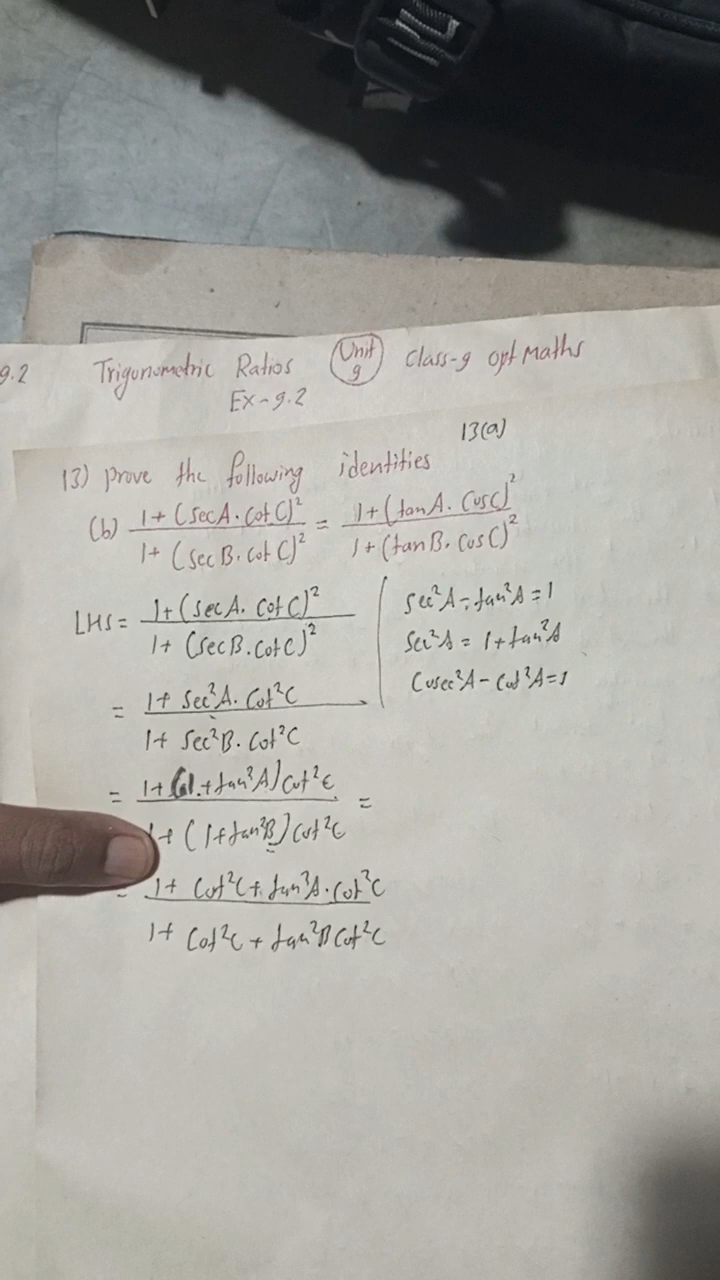 9.2 Trigonometric Ratios Unit 9 Class-9 opt Maths
Ex-9.2
13(a)
13) prove the following identities
(b) 1+(secA.cotC)² / 1+(secB.cotC)² = 1+(tanA.CosC)² / 1+(tanB.CosC)²
LHS = 1+(secA.CotC)² / 1+(secB.CotC)²
sec²A-tan²A=1
sec²A = 1+tan²A
Cosec²A-Cot²A=1
= 1+Sec²A.Cot²C / 1+Sec²B.Cot²C
= 1+(1+tan²A)Cot²C / 1+(1+tan²B)Cot²C =
= 1+Cot²C+tan²A.Cot²C / 1+Cot²C+tan²BCot²C